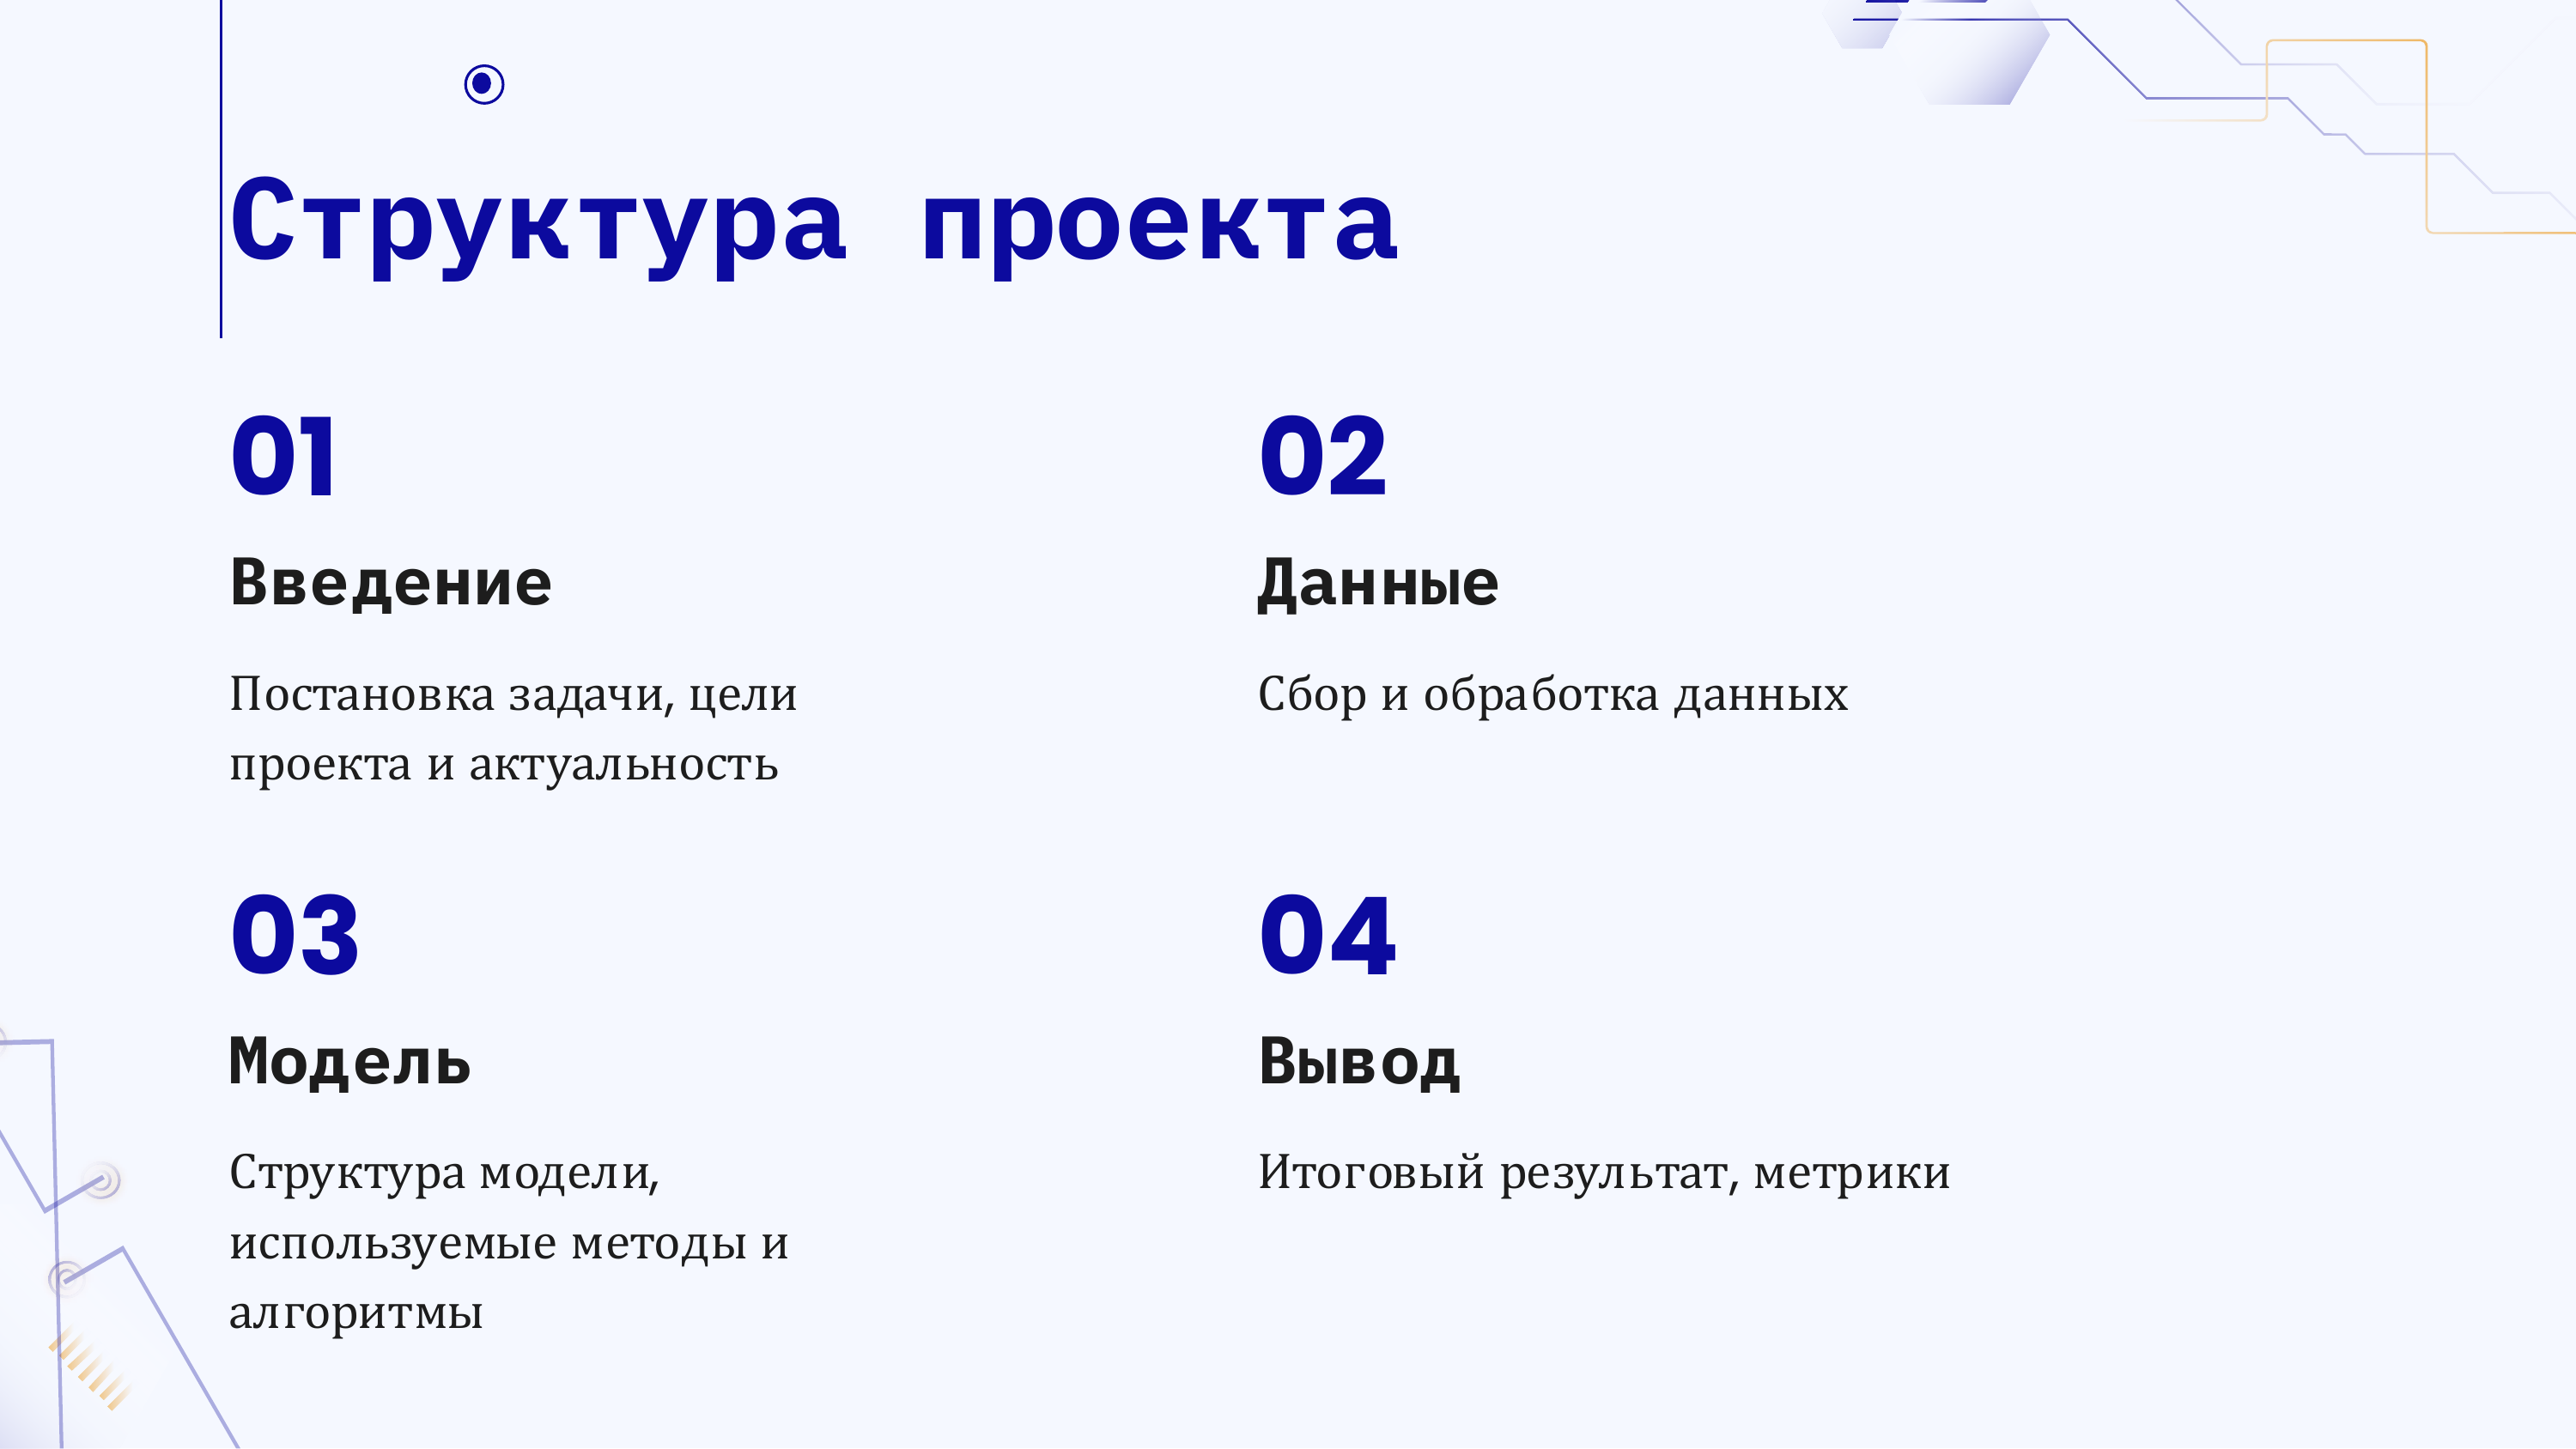 Структура проекта
01
Введение
Постановка задачи, цели
проекта и актуальность
02
Данные
Сбор и обработка данных
03
Модель
Структура модели,
используемые методы и
алгоритмы
04
Вывод
Итоговый результат, метрики